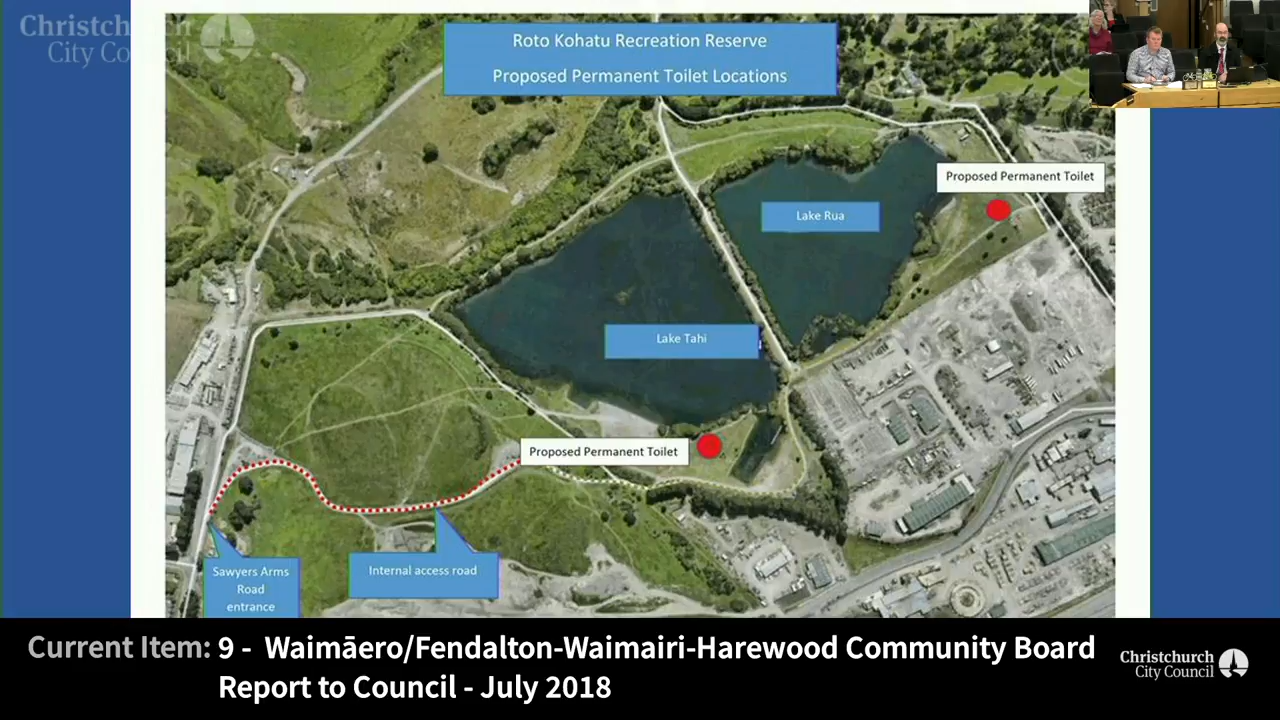 Christchurch
City Council
Roto Kohatu Recreation Reserve
Proposed Permanent Toilet Locations
Proposed Permanent Toilet
Lake Rua
Lake Tahi
Proposed Permanent Toilet
Sawyers Arms
Road
entrance
Internal access road
Current Item: 9 - Waimāero/Fendalton-Waimairi-Harewood Community Board
Report to Council - July 2018
Christchurch
City Council